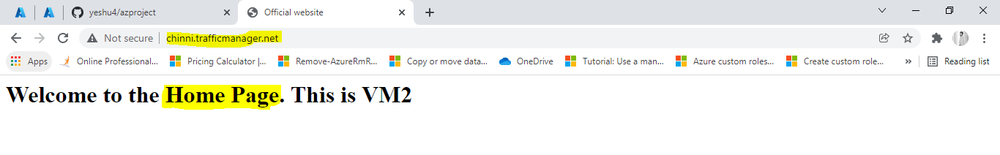 yeshu4/azproject
Official website
Not secure chinni.trafficmanager.net
Apps Online Professional... Pricing Calculator |... Remove-AzureRmR... Copy or move data... OneDrive Tutorial: Use a man... Azure custom roles... Create custom role... » Reading list
Welcome to the Home Page. This is VM2